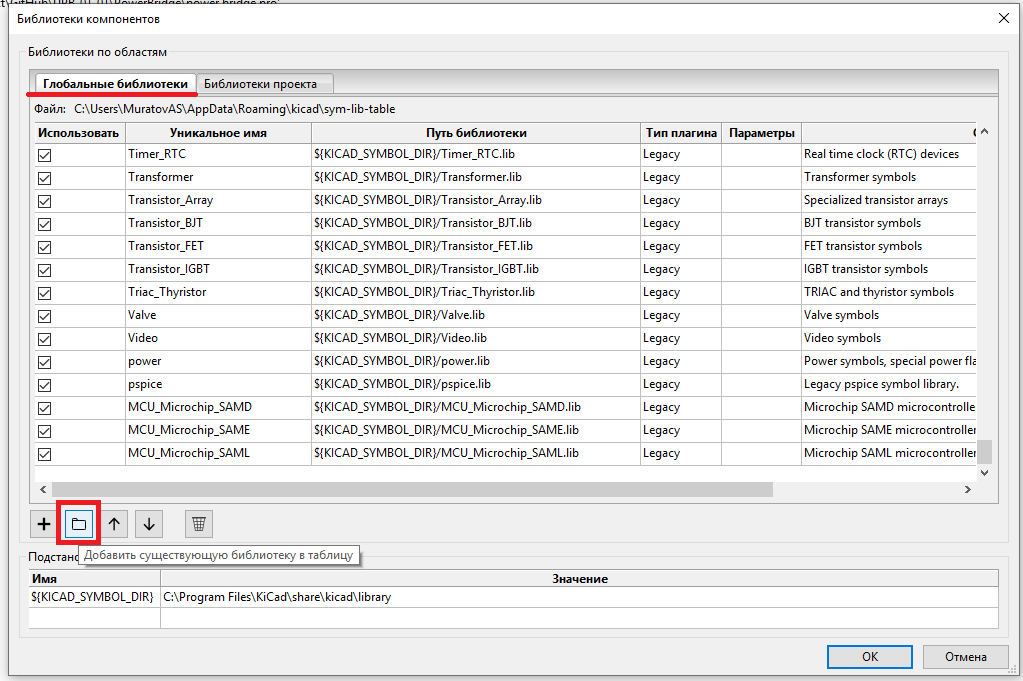 t\GitHub\UPB_01_01\PowerBridge\power bridge.pro'
Библиотеки компонентов
Библиотеки по областям
Глобальные библиотеки Библиотеки проекта
Файл: C:\Users\MuratovAS\AppData\Roaming\kicad\sym-lib-table
Использовать Уникальное имя Путь библиотеки Тип плагина Параметры
Timer_RTC ${KICAD_SYMBOL_DIR}/Timer_RTC.lib Legacy Real time clock (RTC) devices
Transformer ${KICAD_SYMBOL_DIR}/Transformer.lib Legacy Transformer symbols
Transistor_Array ${KICAD_SYMBOL_DIR}/Transistor_Array.lib Legacy Specialized transistor arrays
Transistor_BJT ${KICAD_SYMBOL_DIR}/Transistor_BJT.lib Legacy BJT transistor symbols
Transistor_FET ${KICAD_SYMBOL_DIR}/Transistor_FET.lib Legacy FET transistor symbols
Transistor_IGBT ${KICAD_SYMBOL_DIR}/Transistor_IGBT.lib Legacy IGBT transistor symbols
Triac_Thyristor ${KICAD_SYMBOL_DIR}/Triac_Thyristor.lib Legacy TRIAC and thyristor symbols
Valve ${KICAD_SYMBOL_DIR}/Valve.lib Legacy Valve symbols
Video ${KICAD_SYMBOL_DIR}/Video.lib Legacy Video symbols
power ${KICAD_SYMBOL_DIR}/power.lib Legacy Power symbols, special power fla
pspice ${KICAD_SYMBOL_DIR}/pspice.lib Legacy Legacy pspice symbol library.
MCU_Microchip_SAMD ${KICAD_SYMBOL_DIR}/MCU_Microchip_SAMD.lib Legacy Microchip SAMD microcontrolle
MCU_Microchip_SAME ${KICAD_SYMBOL_DIR}/MCU_Microchip_SAME.lib Legacy Microchip SAME microcontroller
MCU_Microchip_SAML ${KICAD_SYMBOL_DIR}/MCU_Microchip_SAML.lib Legacy Microchip SAML microcontroller
Подстано
Добавить существующую библиотеку в таблицу
Имя Значение
${KICAD_SYMBOL_DIR} C:\Program Files\KiCad\share\kicad\library
OK Отмена